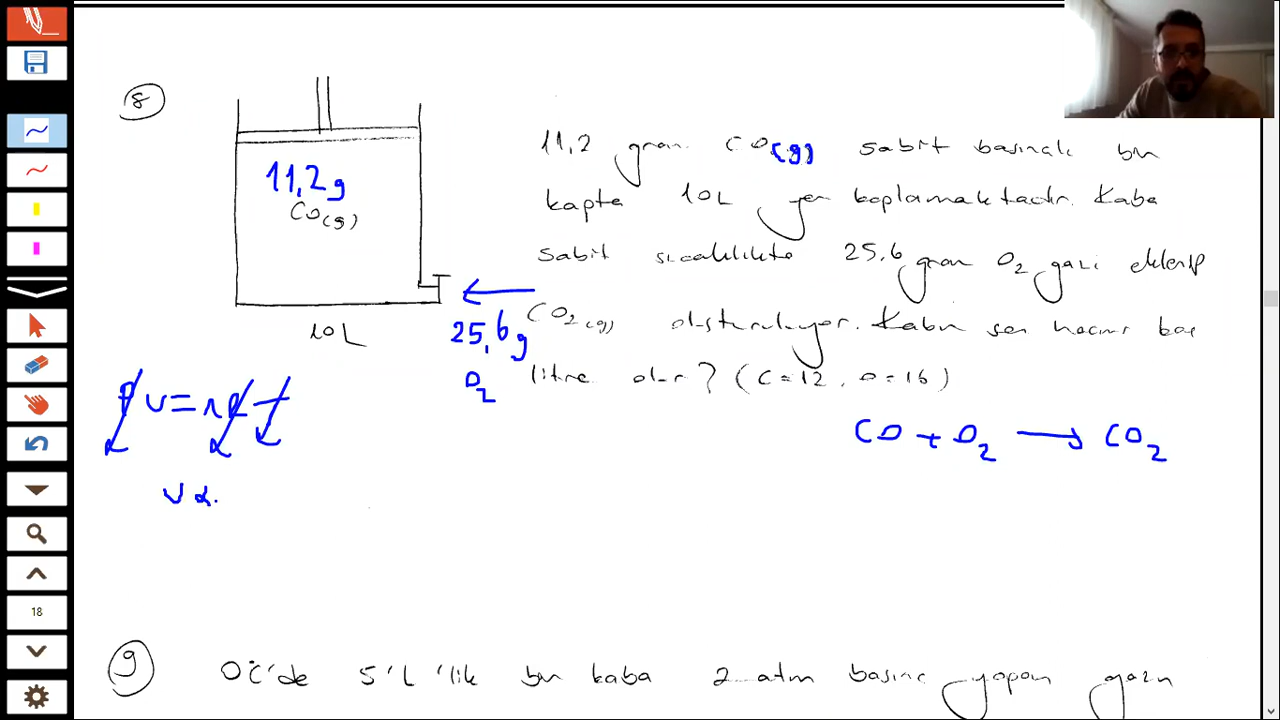 8
11,2 gram CO(g) sabit basınçlı bir
kapta 10L yer kaplamaktadır. Kaba
sabit sıcaklıkta 25,6 gram O2 gazı eklenip
CO2(g) oluşturuluyor. Kabın son hacmi kaç
litre olur? (C=12, O=16)
11,2g
CO(g)
10L
25,6g
O2
PV=nRT
V α
CO + O2 → CO2
9 0°C'de 5'L'lik bir kaba 2 atm basınç yapan gazın
18